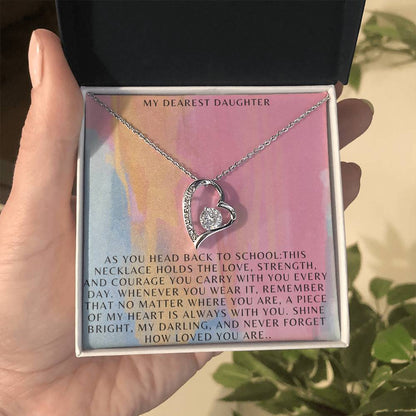 MY DEAREST DAUGHTER
AS YOU HEAD BACK TO SCHOOL:THIS
NECKLACE HOLDS THE LOVE, STRENGTH,
AND COURAGE YOU CARRY WITH YOU EVERY
DAY. WHENEVER YOU WEAR IT, REMEMBER
THAT NO MATTER WHERE YOU ARE, A PIECE
OF MY HEART IS ALWAYS WITH YOU. SHINE
BRIGHT, MY DARLING, AND NEVER FORGET
HOW LOVED YOU ARE..